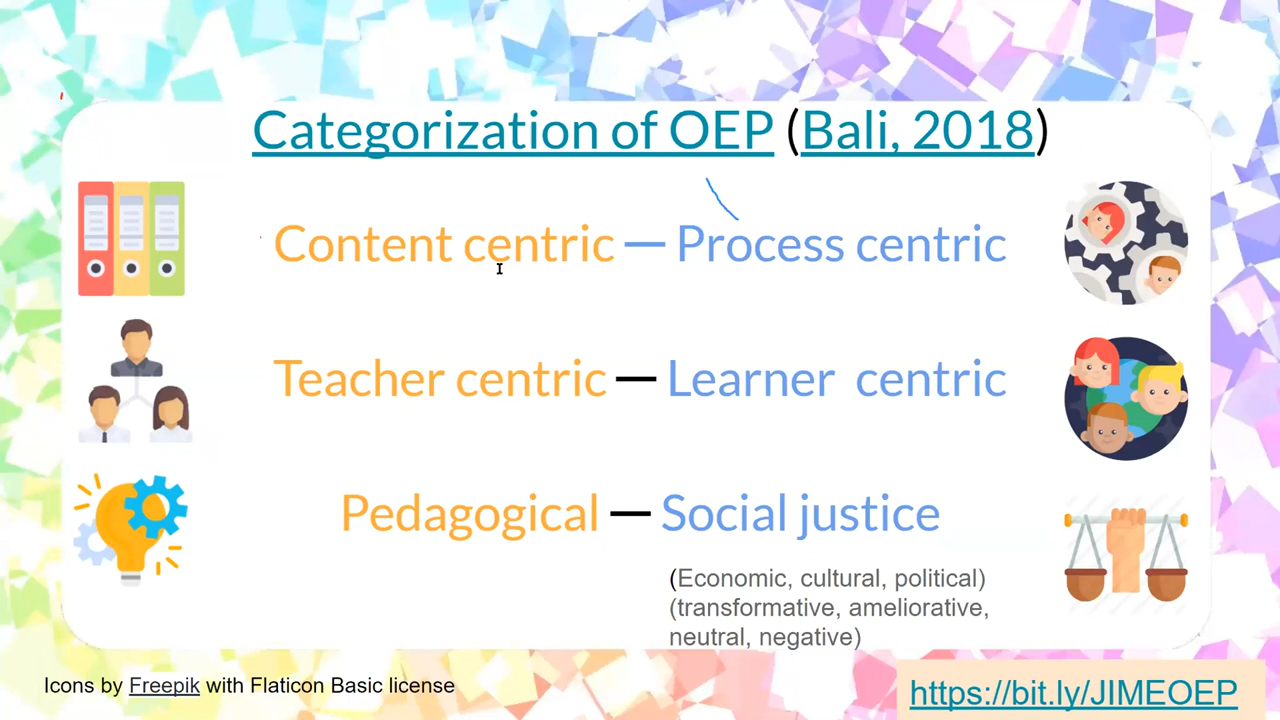 Categorization of OEP (Bali, 2018)
Content centric — Process centric
Teacher centric — Learner centric
Pedagogical — Social justice
(Economic, cultural, political)
(transformative, ameliorative,
neutral, negative)
Icons by Freepik with Flaticon Basic license
https://bit.ly/JIMEOEP